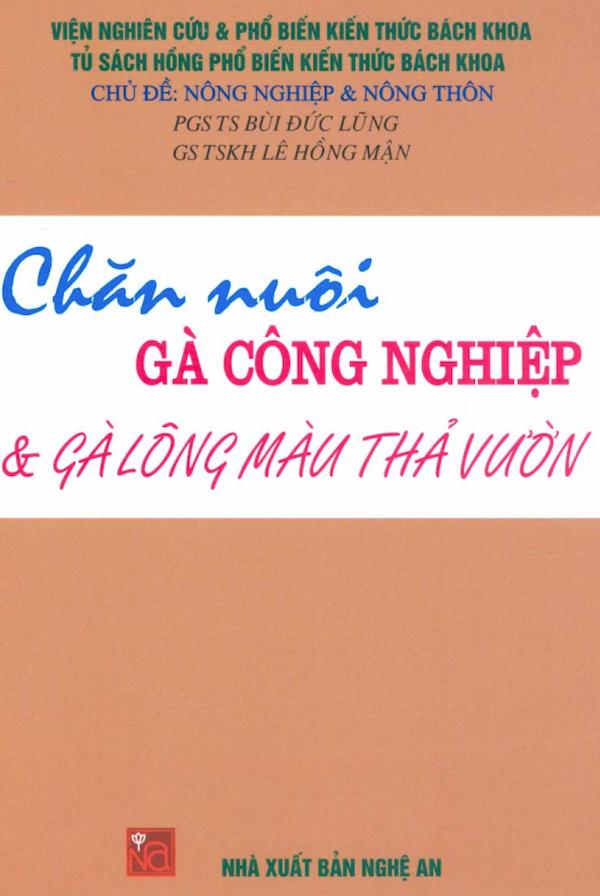 VIỆN NGHIÊN CỨU & PHỔ BIẾN KIẾN THỨC BÁCH KHOA
TỦ SÁCH HỒNG PHỔ BIẾN KIẾN THỨC BÁCH KHOA
CHỦ ĐỀ: NÔNG NGHIỆP & NÔNG THÔN
PGS TS BÙI ĐỨC LŨNG
GS TSKH LÊ HỒNG MẬN
Chăn nuôi
GÀ CÔNG NGHIỆP
& GÀ LÔNG MÀU THẢ VƯỜN
NA
NHÀ XUẤT BẢN NGHỆ AN